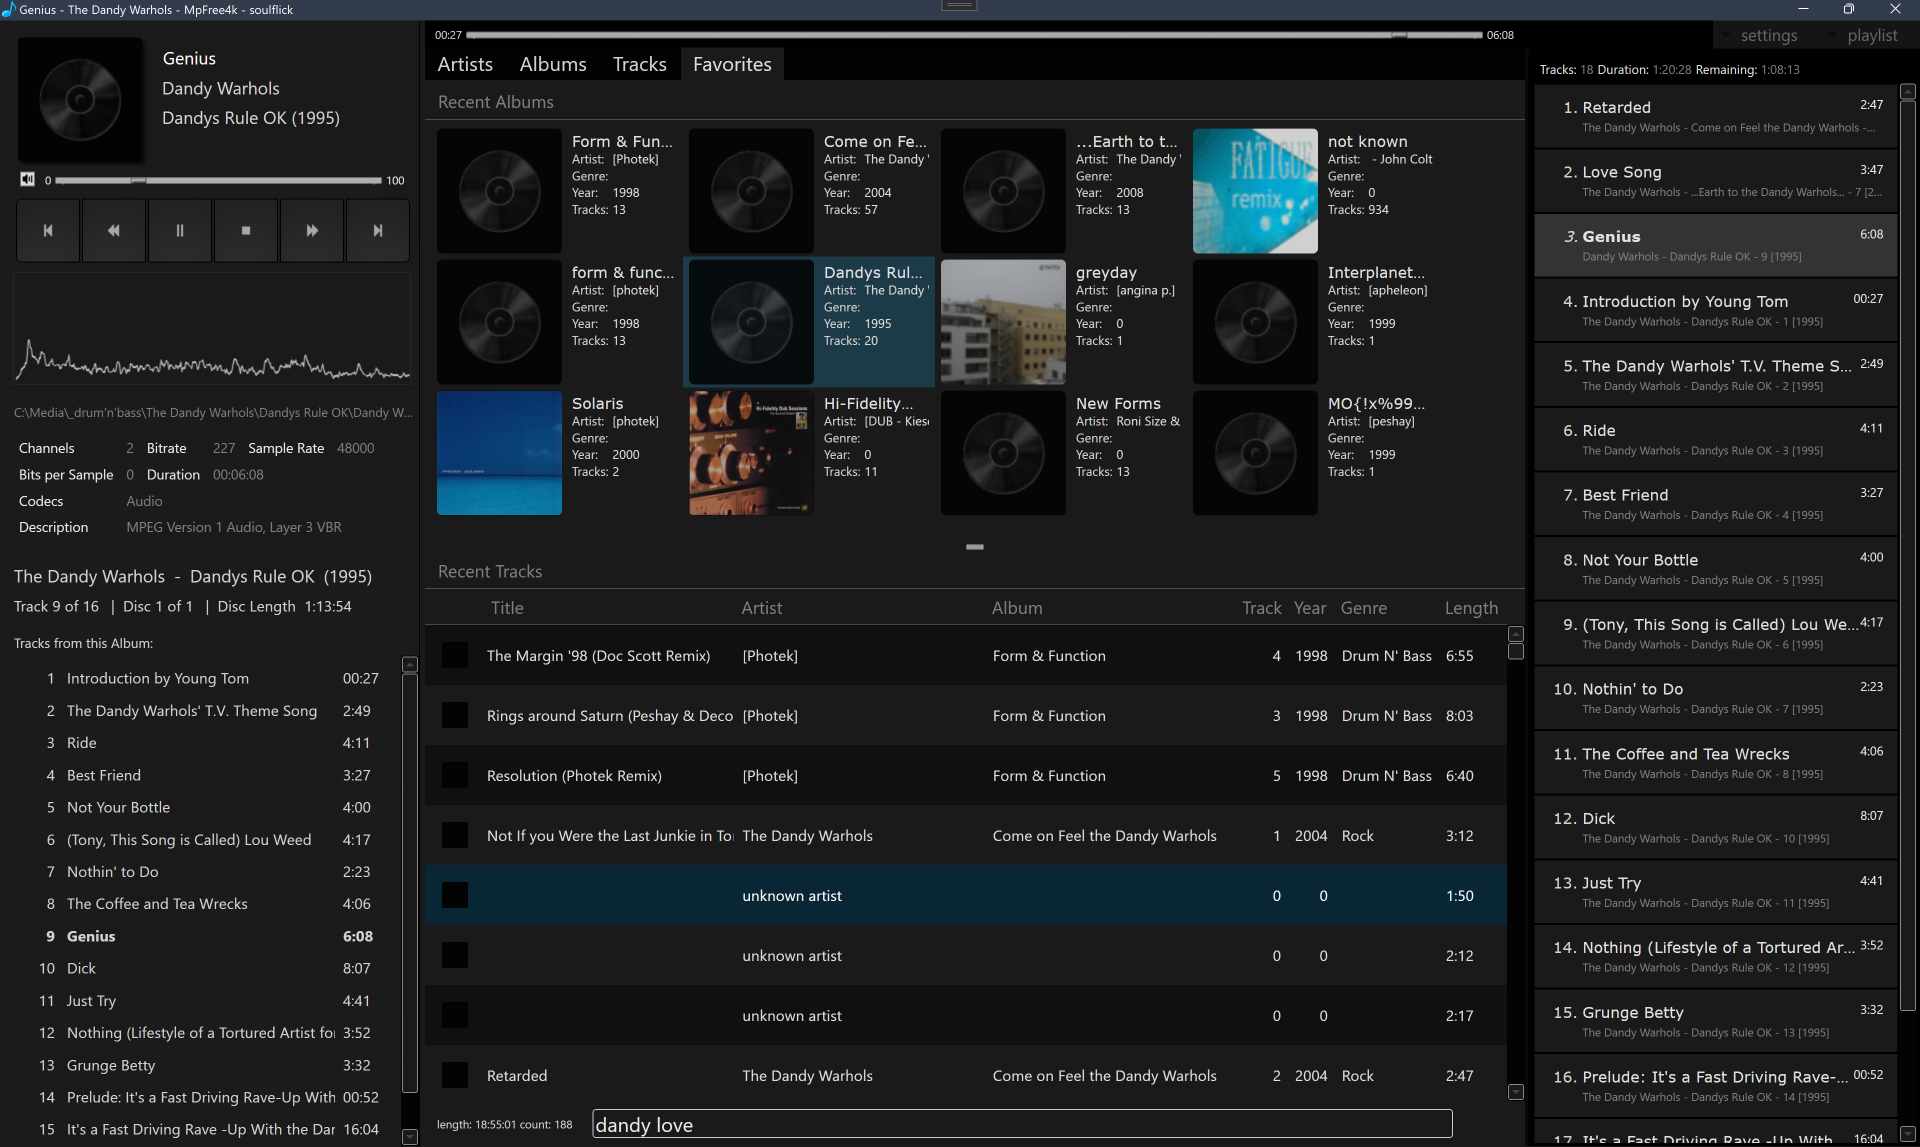 Genius - The Dandy Warhols - MpFree4k - soulflick
Genius
Dandy Warhols
Dandys Rule OK (1995)
0 100
C:\Media\_drum'n'bass\The Dandy Warhols\Dandys Rule OK\Dandy W...
Channels 2 Bitrate 227 Sample Rate 48000
Bits per Sample 0 Duration 00:06:08
Codecs Audio
Description MPEG Version 1 Audio, Layer 3 VBR
The Dandy Warhols - Dandys Rule OK (1995)
Track 9 of 16 | Disc 1 of 1 | Disc Length 1:13:54
Tracks from this Album:
1 Introduction by Young Tom 00:27
2 The Dandy Warhols' T.V. Theme Song 2:49
3 Ride 4:11
4 Best Friend 3:27
5 Not Your Bottle 4:00
6 (Tony, This Song is Called) Lou Weed 4:17
7 Nothin' to Do 2:23
8 The Coffee and Tea Wrecks 4:06
9 Genius 6:08
10 Dick 8:07
11 Just Try 4:41
12 Nothing (Lifestyle of a Tortured Artist for 3:52
13 Grunge Betty 3:32
14 Prelude: It's a Fast Driving Rave-Up With 00:52
15 It's a Fast Driving Rave -Up With the Dan 16:04
00:27 06:08
Artists Albums Tracks Favorites
Recent Albums
Form & Fun...
Artist: [Photek]
Genre:
Year: 1998
Tracks: 13
Come on Fe...
Artist: The Dandy
Genre:
Year: 2004
Tracks: 57
...Earth to t...
Artist: The Dandy
Genre:
Year: 2008
Tracks: 13
FATIGUE
remix
not known
Artist: - John Colt
Genre:
Year: 0
Tracks: 934
form & func...
Artist: [photek]
Genre:
Year: 1998
Tracks: 13
Dandys Rul...
Artist: The Dandy
Genre:
Year: 1995
Tracks: 20
greyday
Artist: [angina p.]
Genre:
Year: 0
Tracks: 1
Interplanet...
Artist: [apheleon]
Genre:
Year: 1999
Tracks: 1
Solaris
Artist: [photek]
Genre:
Year: 2000
Tracks: 2
Hi-Fidelity Dub Sessions
Hi-Fidelity...
Artist: [DUB - Kiese
Genre:
Year: 0
Tracks: 11
New Forms
Artist: Roni Size &
Genre:
Year: 0
Tracks: 13
MO{!x%99...
Artist: [peshay]
Genre:
Year: 1999
Tracks: 1
Recent Tracks
Title Artist Album Track Year Genre Length
The Margin '98 (Doc Scott Remix) [Photek] Form & Function 4 1998 Drum N' Bass 6:55
Rings around Saturn (Peshay & Deco [Photek] Form & Function 3 1998 Drum N' Bass 8:03
Resolution (Photek Remix) [Photek] Form & Function 5 1998 Drum N' Bass 6:40
Not If you Were the Last Junkie in To The Dandy Warhols Come on Feel the Dandy Warhols 1 2004 Rock 3:12
unknown artist 0 0 1:50
unknown artist 0 0 2:12
unknown artist 0 0 2:17
Retarded The Dandy Warhols Come on Feel the Dandy Warhols 2 2004 Rock 2:47
length: 18:55:01 count: 188
dandy love
settings playlist
Tracks: 18 Duration: 1:20:28 Remaining: 1:08:13
1. Retarded 2:47
The Dandy Warhols - Come on Feel the Dandy Warhols -...
2. Love Song 3:47
The Dandy Warhols - ...Earth to the Dandy Warhols... - 7 [2...
3. Genius 6:08
Dandy Warhols - Dandys Rule OK - 9 [1995]
4. Introduction by Young Tom 00:27
The Dandy Warhols - Dandys Rule OK - 1 [1995]
5. The Dandy Warhols' T.V. Theme S... 2:49
The Dandy Warhols - Dandys Rule OK - 2 [1995]
6. Ride 4:11
The Dandy Warhols - Dandys Rule OK - 3 [1995]
7. Best Friend 3:27
The Dandy Warhols - Dandys Rule OK - 4 [1995]
8. Not Your Bottle 4:00
The Dandy Warhols - Dandys Rule OK - 5 [1995]
9. (Tony, This Song is Called) Lou We... 4:17
The Dandy Warhols - Dandys Rule OK - 6 [1995]
10. Nothin' to Do 2:23
The Dandy Warhols - Dandys Rule OK - 7 [1995]
11. The Coffee and Tea Wrecks 4:06
The Dandy Warhols - Dandys Rule OK - 8 [1995]
12. Dick 8:07
The Dandy Warhols - Dandys Rule OK - 10 [1995]
13. Just Try 4:41
The Dandy Warhols - Dandys Rule OK - 11 [1995]
14. Nothing (Lifestyle of a Tortured Ar... 3:52
The Dandy Warhols - Dandys Rule OK - 12 [1995]
15. Grunge Betty 3:32
The Dandy Warhols - Dandys Rule OK - 13 [1995]
16. Prelude: It's a Fast Driving Rave-... 00:52
The Dandy Warhols - Dandys Rule OK - 14 [1995]
17. It's a Fast Driving Rave -Up With 16:04